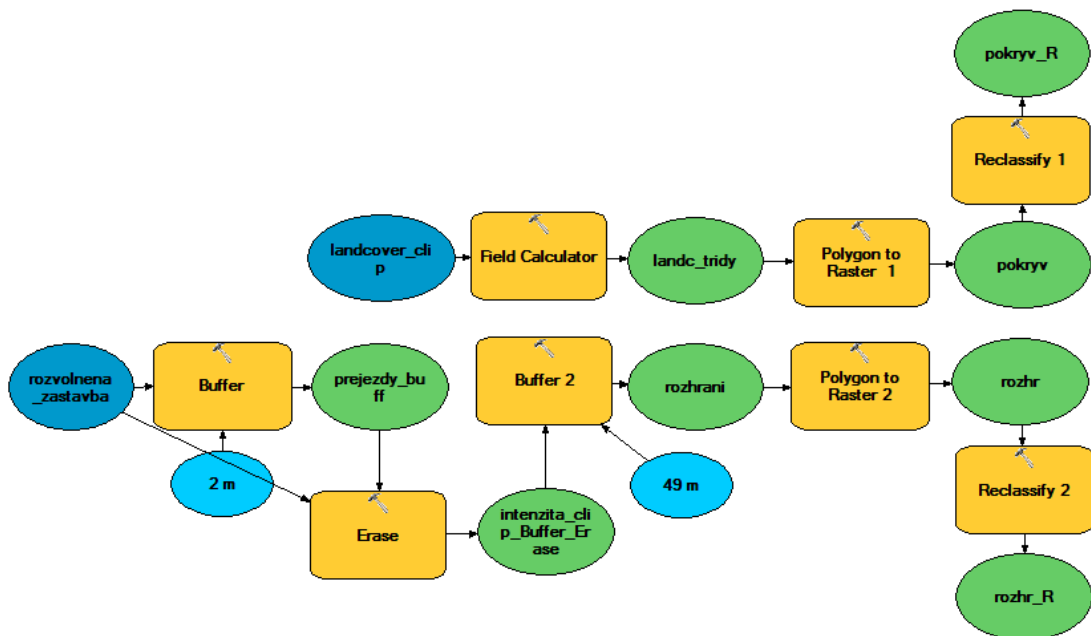 pokryv_R
Reclassify 1
landcover_cli
p
Field Calculator
landc_tridy
Polygon to
Raster 1
pokryv
rozvolnena
_zastavba
Buffer
prejezdy_bu
ff
Buffer 2
rozhrani
Polygon to
Raster 2
rozhr
2 m
Erase
intenzita_cli
p_Buffer_Er
ase
49 m
Reclassify 2
rozhr_R